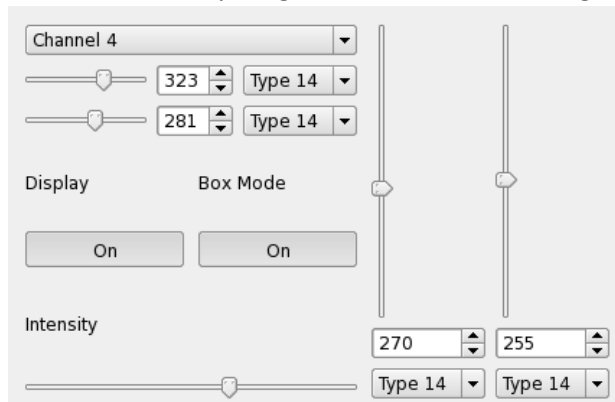 Channel 4
323 Type 14
281 Type 14
Display Box Mode
On On
Intensity
270 255
Type 14 Type 14